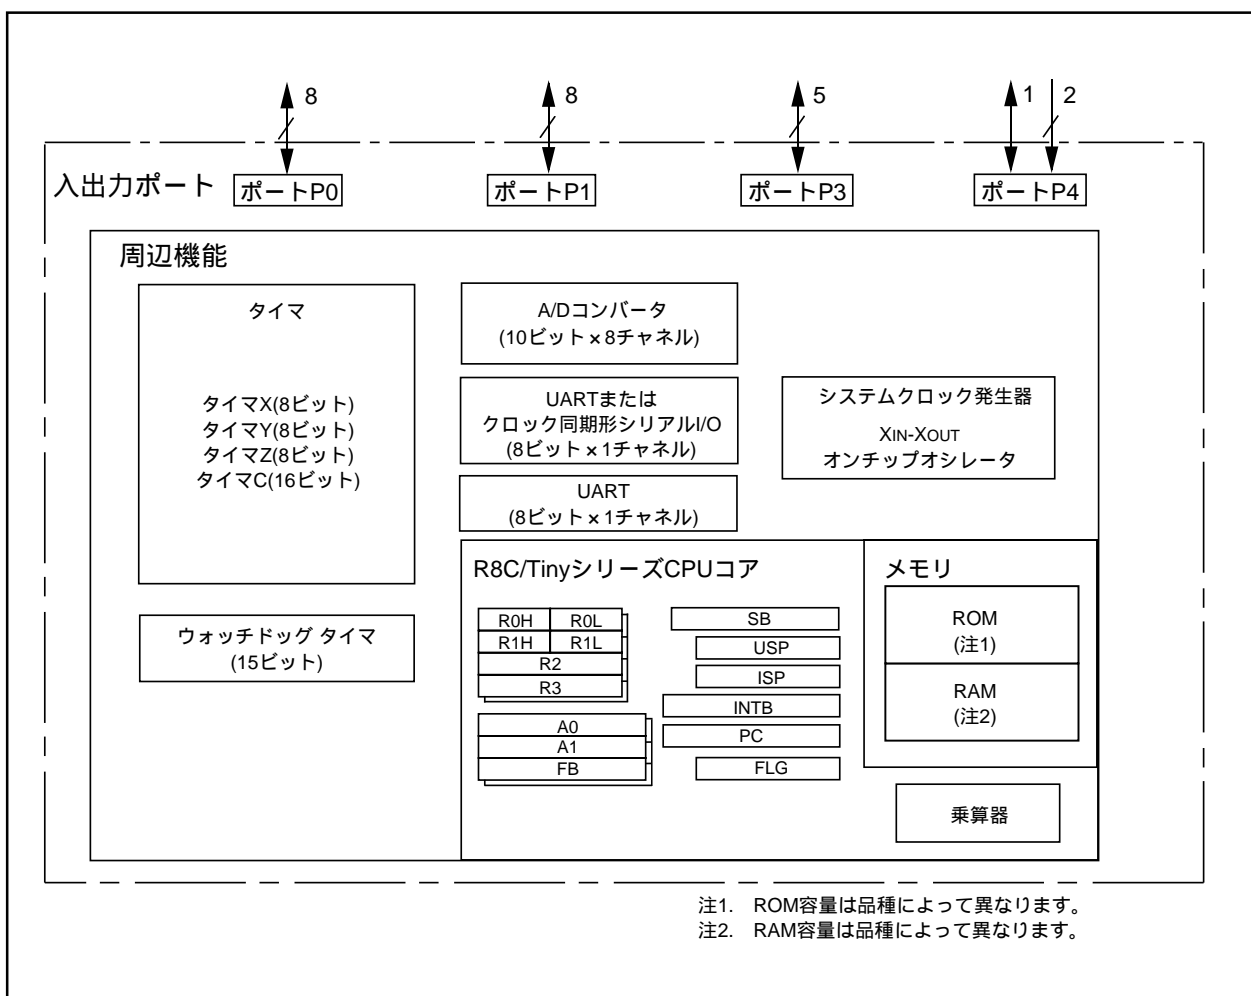 8
8
5
1
2
入出力ポート
ポートP0
ポートP1
ポートP3
ポートP4
周辺機能
タイマ
タイマX(8ビット)
タイマY(8ビット)
タイマZ(8ビット)
タイマC(16ビット)
ウォッチドッグ タイマ
(15ビット)
A/Dコンバータ
(10ビット×8チャネル)
UARTまたは
クロック同期形シリアルI/O
(8ビット×1チャネル)
UART
(8ビット×1チャネル)
システムクロック発生器
XIN-XOUT
オンチップオシレータ
R8C/TinyシリーズCPUコア
R0H
R0L
R1H
R1L
R2
R3
A0
A1
FB
SB
USP
ISP
INTB
PC
FLG
メモリ
ROM
(注1)
RAM
(注2)
乗算器
注1. ROM容量は品種によって異なります。
注2. RAM容量は品種によって異なります。